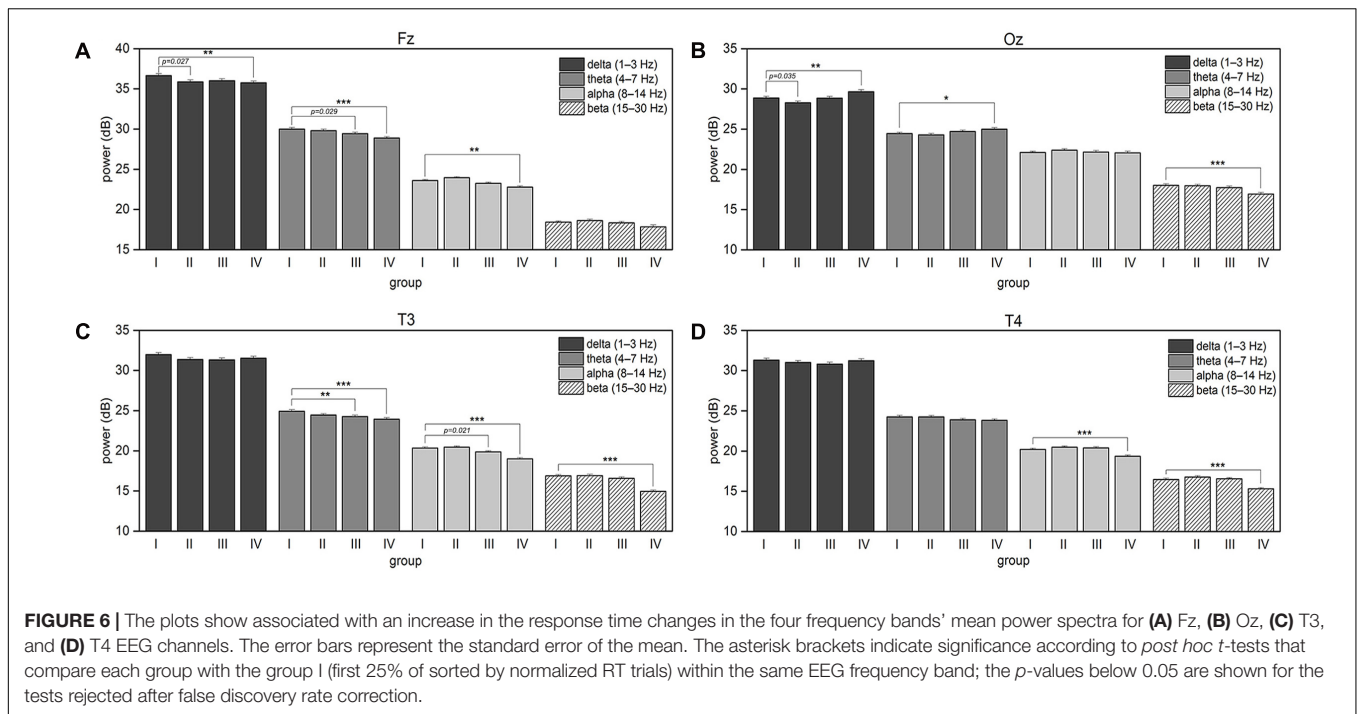 A
Fz
40
35
30
25
20
15
power (dB)
**
p=0.027
***
p=0.029
**
delta (1–3 Hz)
theta (4–7 Hz)
alpha (8–14 Hz)
beta (15–30 Hz)
I II III IV I II III IV I II III IV I II III IV
group
B
Oz
35
30
25
20
15
10
power (dB)
**
p=0.035
*
***
delta (1–3 Hz)
theta (4–7 Hz)
alpha (8–14 Hz)
beta (15–30 Hz)
I II III IV I II III IV I II III IV I II III IV
group
C
T3
35
30
25
20
15
10
power (dB)
***
**
***
p=0.021
***
delta (1–3 Hz)
theta (4–7 Hz)
alpha (8–14 Hz)
beta (15–30 Hz)
I II III IV I II III IV I II III IV I II III IV
group
D
T4
35
30
25
20
15
10
power (dB)
***
***
delta (1–3 Hz)
theta (4–7 Hz)
alpha (8–14 Hz)
beta (15–30 Hz)
I II III IV I II III IV I II III IV I II III IV
group
FIGURE 6 | The plots show associated with an increase in the response time changes in the four frequency bands' mean power spectra for (A) Fz, (B) Oz, (C) T3,
and (D) T4 EEG channels. The error bars represent the standard error of the mean. The asterisk brackets indicate significance according to post hoc t-tests that
compare each group with the group I (first 25% of sorted by normalized RT trials) within the same EEG frequency band; the p-values below 0.05 are shown for the
tests rejected after false discovery rate correction.